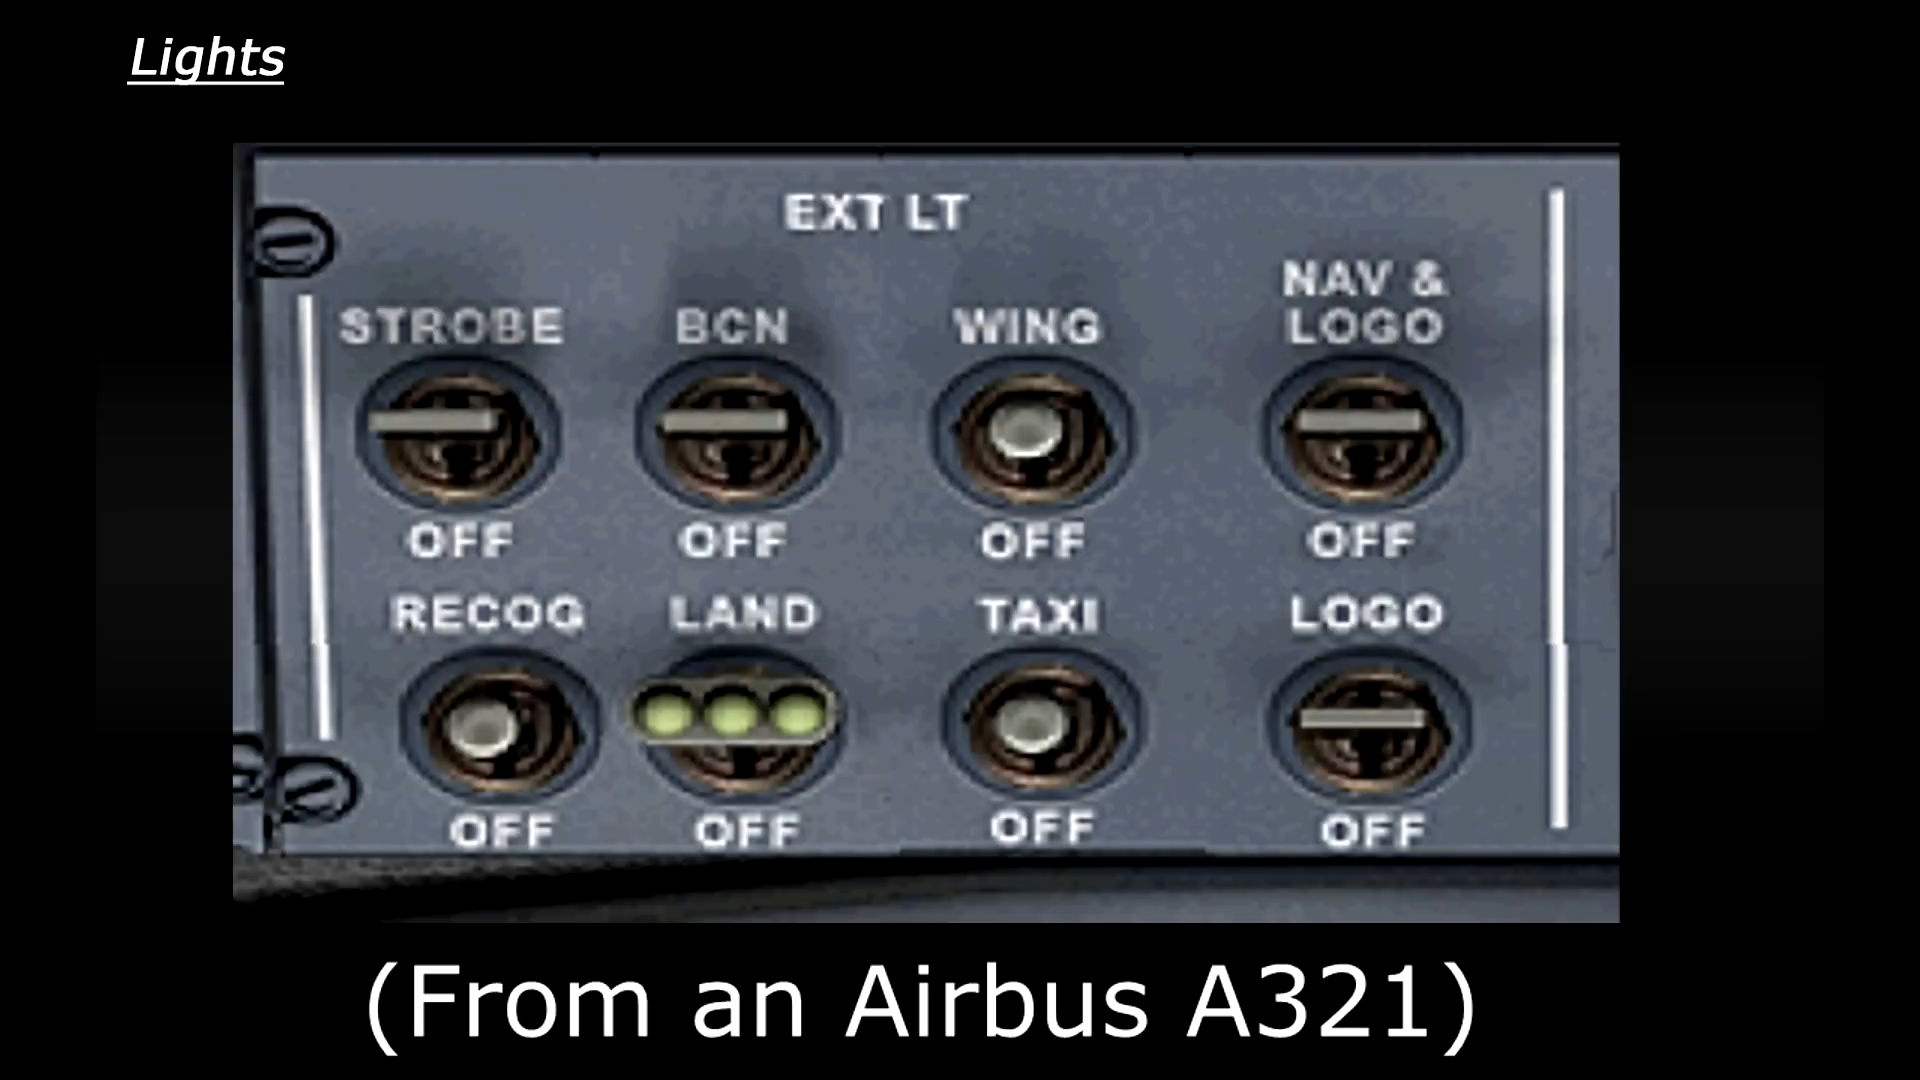 Lights
EXT LT
STROBE BCN WING NAV & LOGO
OFF OFF OFF OFF
RECOG LAND TAXI LOGO
OFF OFF OFF OFF
(From an Airbus A321)